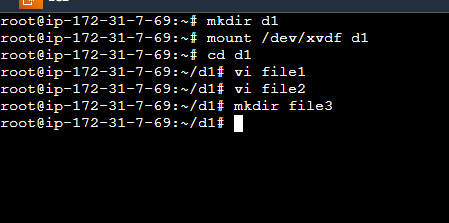 root@ip-172-31-7-69:~# mkdir d1
root@ip-172-31-7-69:~# mount /dev/xvdf d1
root@ip-172-31-7-69:~# cd d1
root@ip-172-31-7-69:~/d1# vi file1
root@ip-172-31-7-69:~/d1# vi file2
root@ip-172-31-7-69:~/d1# mkdir file3
root@ip-172-31-7-69:~/d1#